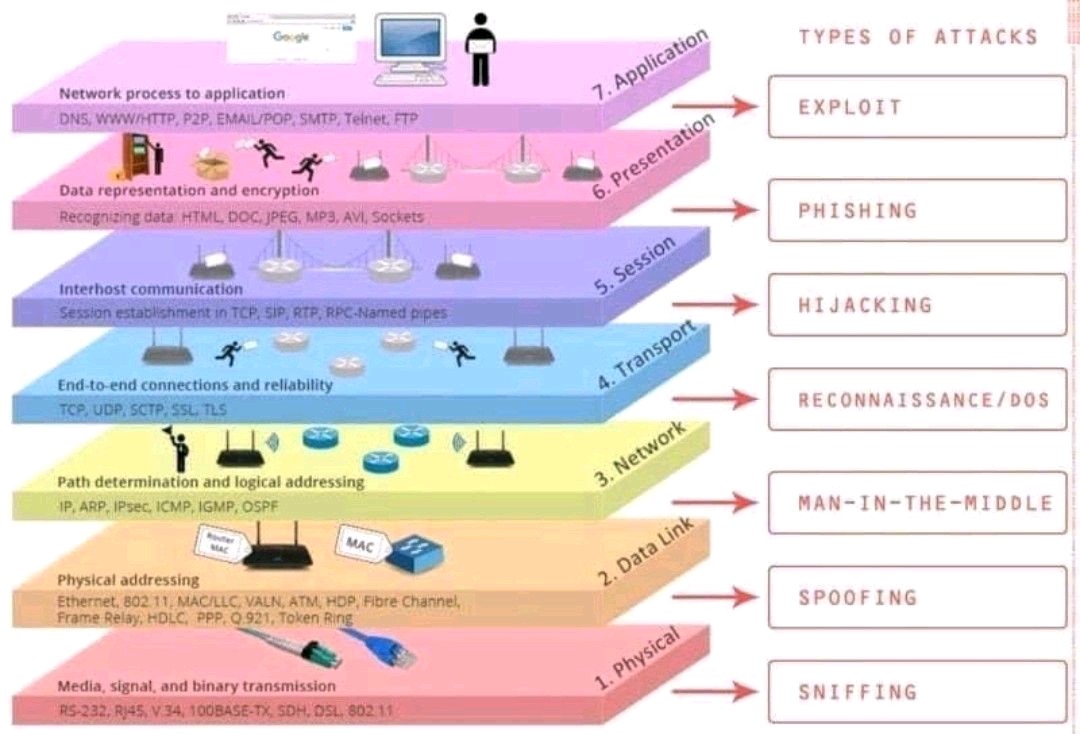 TYPES OF ATTACKS
Google
7. Application
Network process to application
DNS, WWW/HTTP, P2P, EMAIL/POP, SMTP, Telnet, FTP
EXPLOIT
6. Presentation
Data representation and encryption
Recognizing data: HTML, DOC, JPEG, MP3, AVI, Sockets
PHISHING
5. Session
Interhost communication
Session establishment in TCP, SIP, RTP, RPC-Named pipes
HIJACKING
4. Transport
End-to-end connections and reliability
TCP, UDP, SCTP, SSL, TLS
RECONNAISSANCE/DOS
3. Network
Path determination and logical addressing
IP, ARP, IPsec, ICMP, IGMP, OSPF
MAN-IN-THE-MIDDLE
Router
MAC
MAC
2. Data Link
Physical addressing
Ethernet, 802.11, MAC/LLC, VALN, ATM, HDP, Fibre Channel,
Frame Relay, HDLC, PPP, Q.921, Token Ring
SPOOFING
1. Physical
Media, signal, and binary transmission
RS-232, RJ45, V.34, 100BASE-TX, SDH, DSL, 802.11
SNIFFING